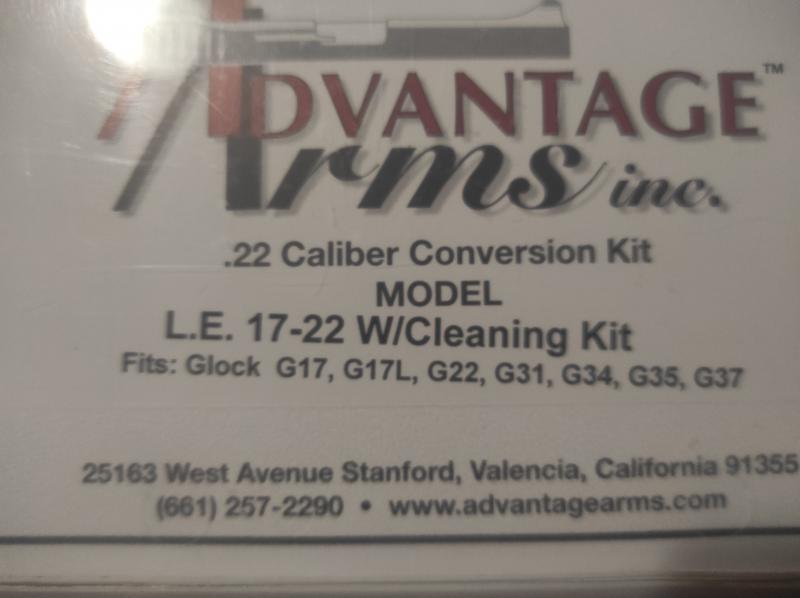 ADVANTAGE™
Arms inc.
.22 Caliber Conversion Kit
MODEL
L.E. 17-22 W/Cleaning Kit
Fits: Glock G17, G17L, G22, G31, G34, G35, G37
25163 West Avenue Stanford, Valencia, California 91355
(661) 257-2290 • www.advantagearms.com